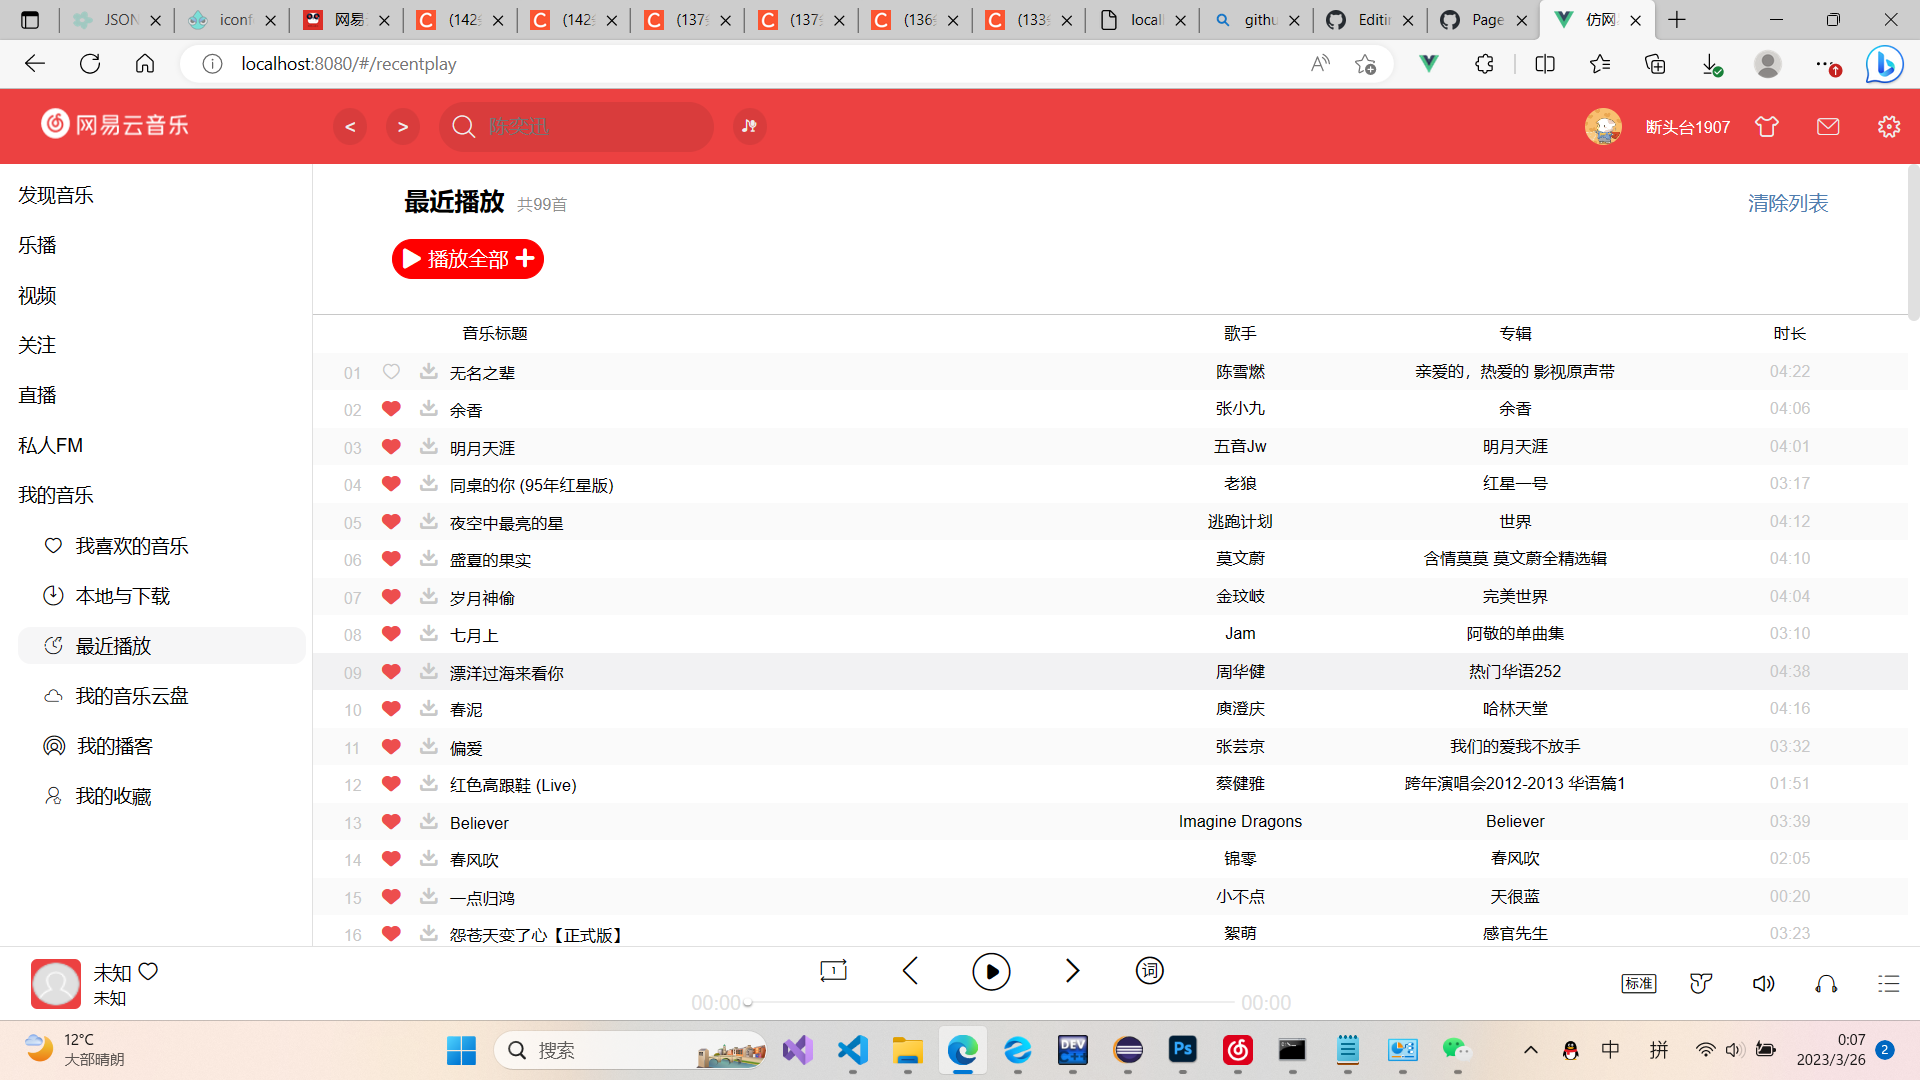 JSON
iconf
网易
(142
(142
(137
(137
(136
(133
locall
githu
Editin
Page
仿网
localhost:8080/#/recentplay
网易云音乐
<
>
陈奕迅
断头台1907
发现音乐
乐播
视频
关注
直播
私人FM
我的音乐
我喜欢的音乐
本地与下载
最近播放
我的音乐云盘
我的播客
我的收藏
最近播放 共99首
清除列表
播放全部
音乐标题 歌手 专辑 时长
01 无名之辈 陈雪燃 亲爱的，热爱的 影视原声带 04:22
02 余香 张小九 余香 04:06
03 明月天涯 五音Jw 明月天涯 04:01
04 同桌的你 (95年红星版) 老狼 红星一号 03:17
05 夜空中最亮的星 逃跑计划 世界 04:12
06 盛夏的果实 莫文蔚 含情莫莫 莫文蔚全精选辑 04:10
07 岁月神偷 金玟岐 完美世界 04:04
08 七月上 Jam 阿敬的单曲集 03:10
09 漂洋过海来看你 周华健 热门华语252 04:38
10 春泥 庾澄庆 哈林天堂 04:16
11 偏爱 张芸京 我们的爱我不放手 03:32
12 红色高跟鞋 (Live) 蔡健雅 跨年演唱会2012-2013 华语篇1 01:51
13 Believer Imagine Dragons Believer 03:39
14 春风吹 锦零 春风吹 02:05
15 一点归鸿 小不点 天很蓝 00:20
16 怨苍天变了心【正式版】 絮萌 感官先生 03:23
未知
未知
1
词
00:00 00:00
标准
12°C
大部晴朗
搜索
DEV
Ps
中
拼
0:07
2023/3/26
2